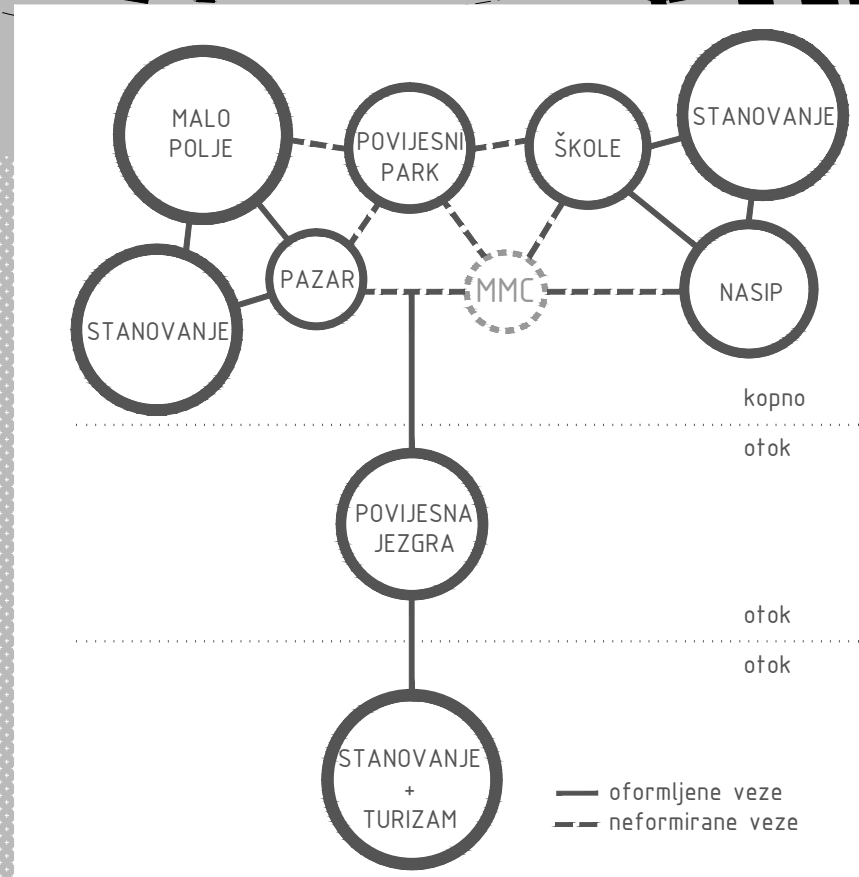 MALO
POLJE
POVIJESNI
PARK
ŠKOLE
STANOVANJE
PAZAR
MMC
NASIP
STANOVANJE
kopno
otok
POVIJESNA
JEZGRA
otok
otok
STANOVANJE
+
TURIZAM
oformljene veze
neformirane veze